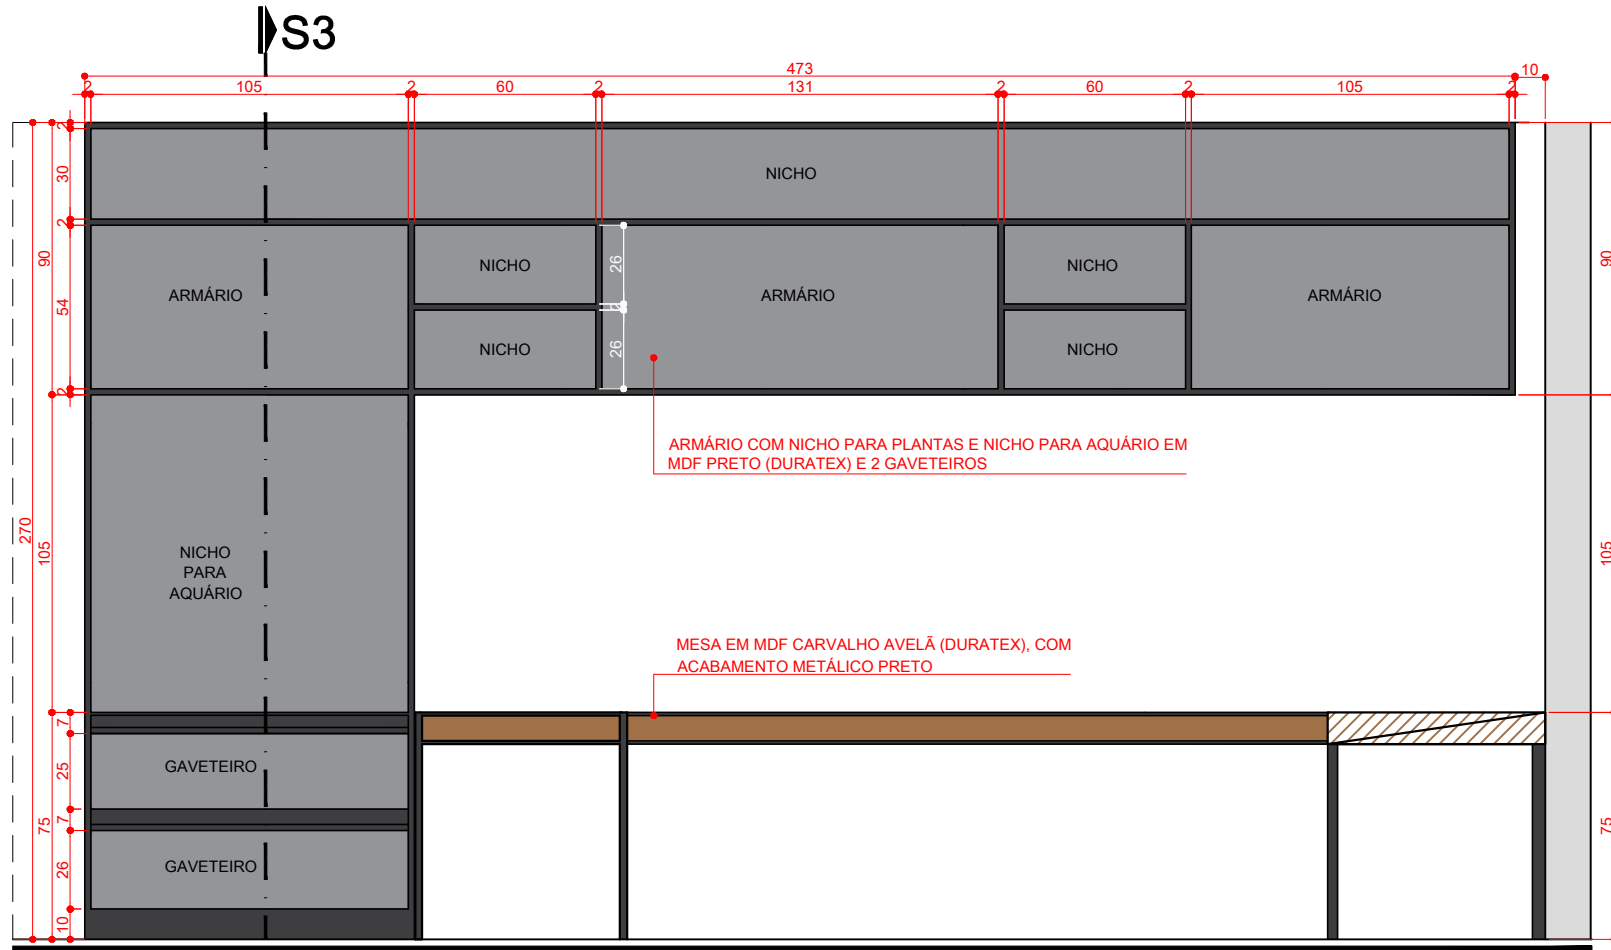 S3
473
10
2
105
2
60
2
131
2
60
2
105
2
2
30
NICHO
2
90
54
ARMÁRIO
NICHO
26
ARMÁRIO
NICHO
ARMÁRIO
90
2
NICHO
26
NICHO
2
ARMÁRIO COM NICHO PARA PLANTAS E NICHO PARA AQUÁRIO EM
MDF PRETO (DURATEX) E 2 GAVETEIROS
270
105
NICHO
PARA
AQUÁRIO
105
MESA EM MDF CARVALHO AVELÃ (DURATEX), COM
ACABAMENTO METÁLICO PRETO
7
25
GAVETEIRO
75
7
75
26
GAVETEIRO
10